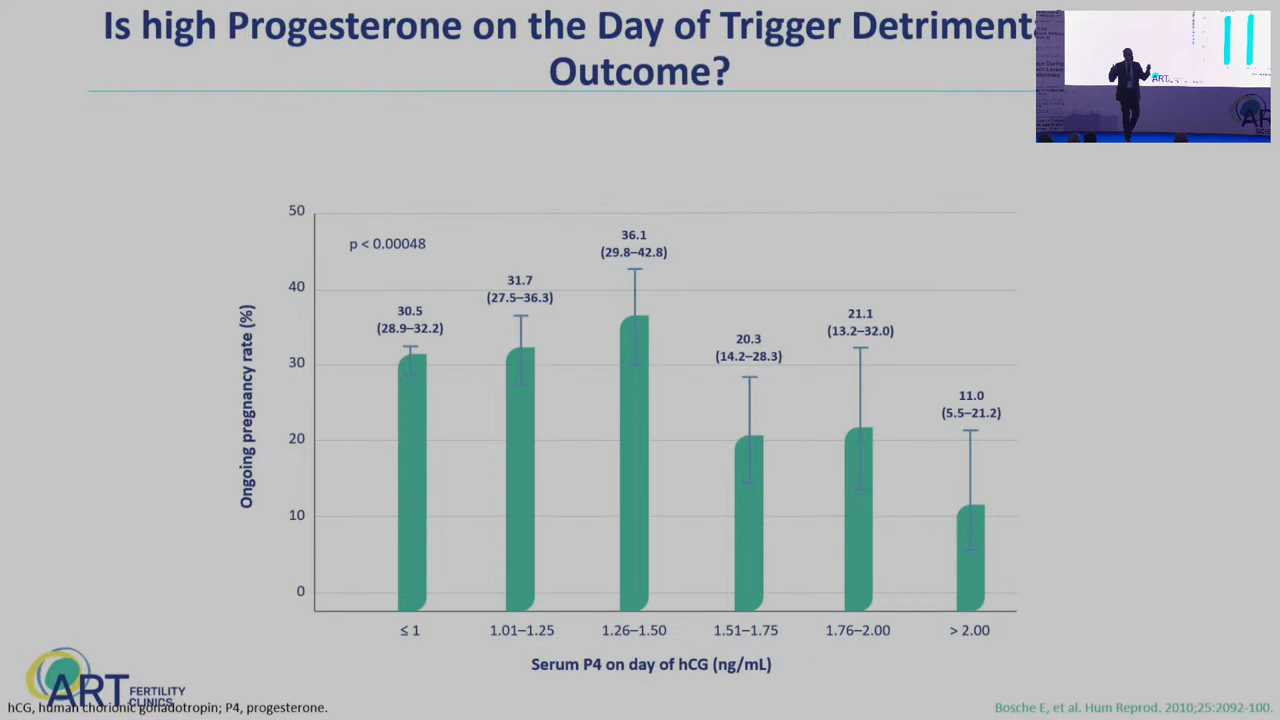 Is high Progesterone on the Day of Trigger Detrimenta
Outcome?
ART
50
40
30
20
10
0
Ongoing pregnancy rate (%)
p < 0.00048
30.5
(28.9–32.2)
31.7
(27.5–36.3)
36.1
(29.8–42.8)
20.3
(14.2–28.3)
21.1
(13.2–32.0)
11.0
(5.5–21.2)
≤ 1
1.01–1.25
1.26–1.50
1.51–1.75
1.76–2.00
> 2.00
Serum P4 on day of hCG (ng/mL)
ART FERTILITY
CLINICS
hCG, human chorionic gonadotropin; P4, progesterone.
Bosche E, et al. Hum Reprod. 2010;25:2092-100.